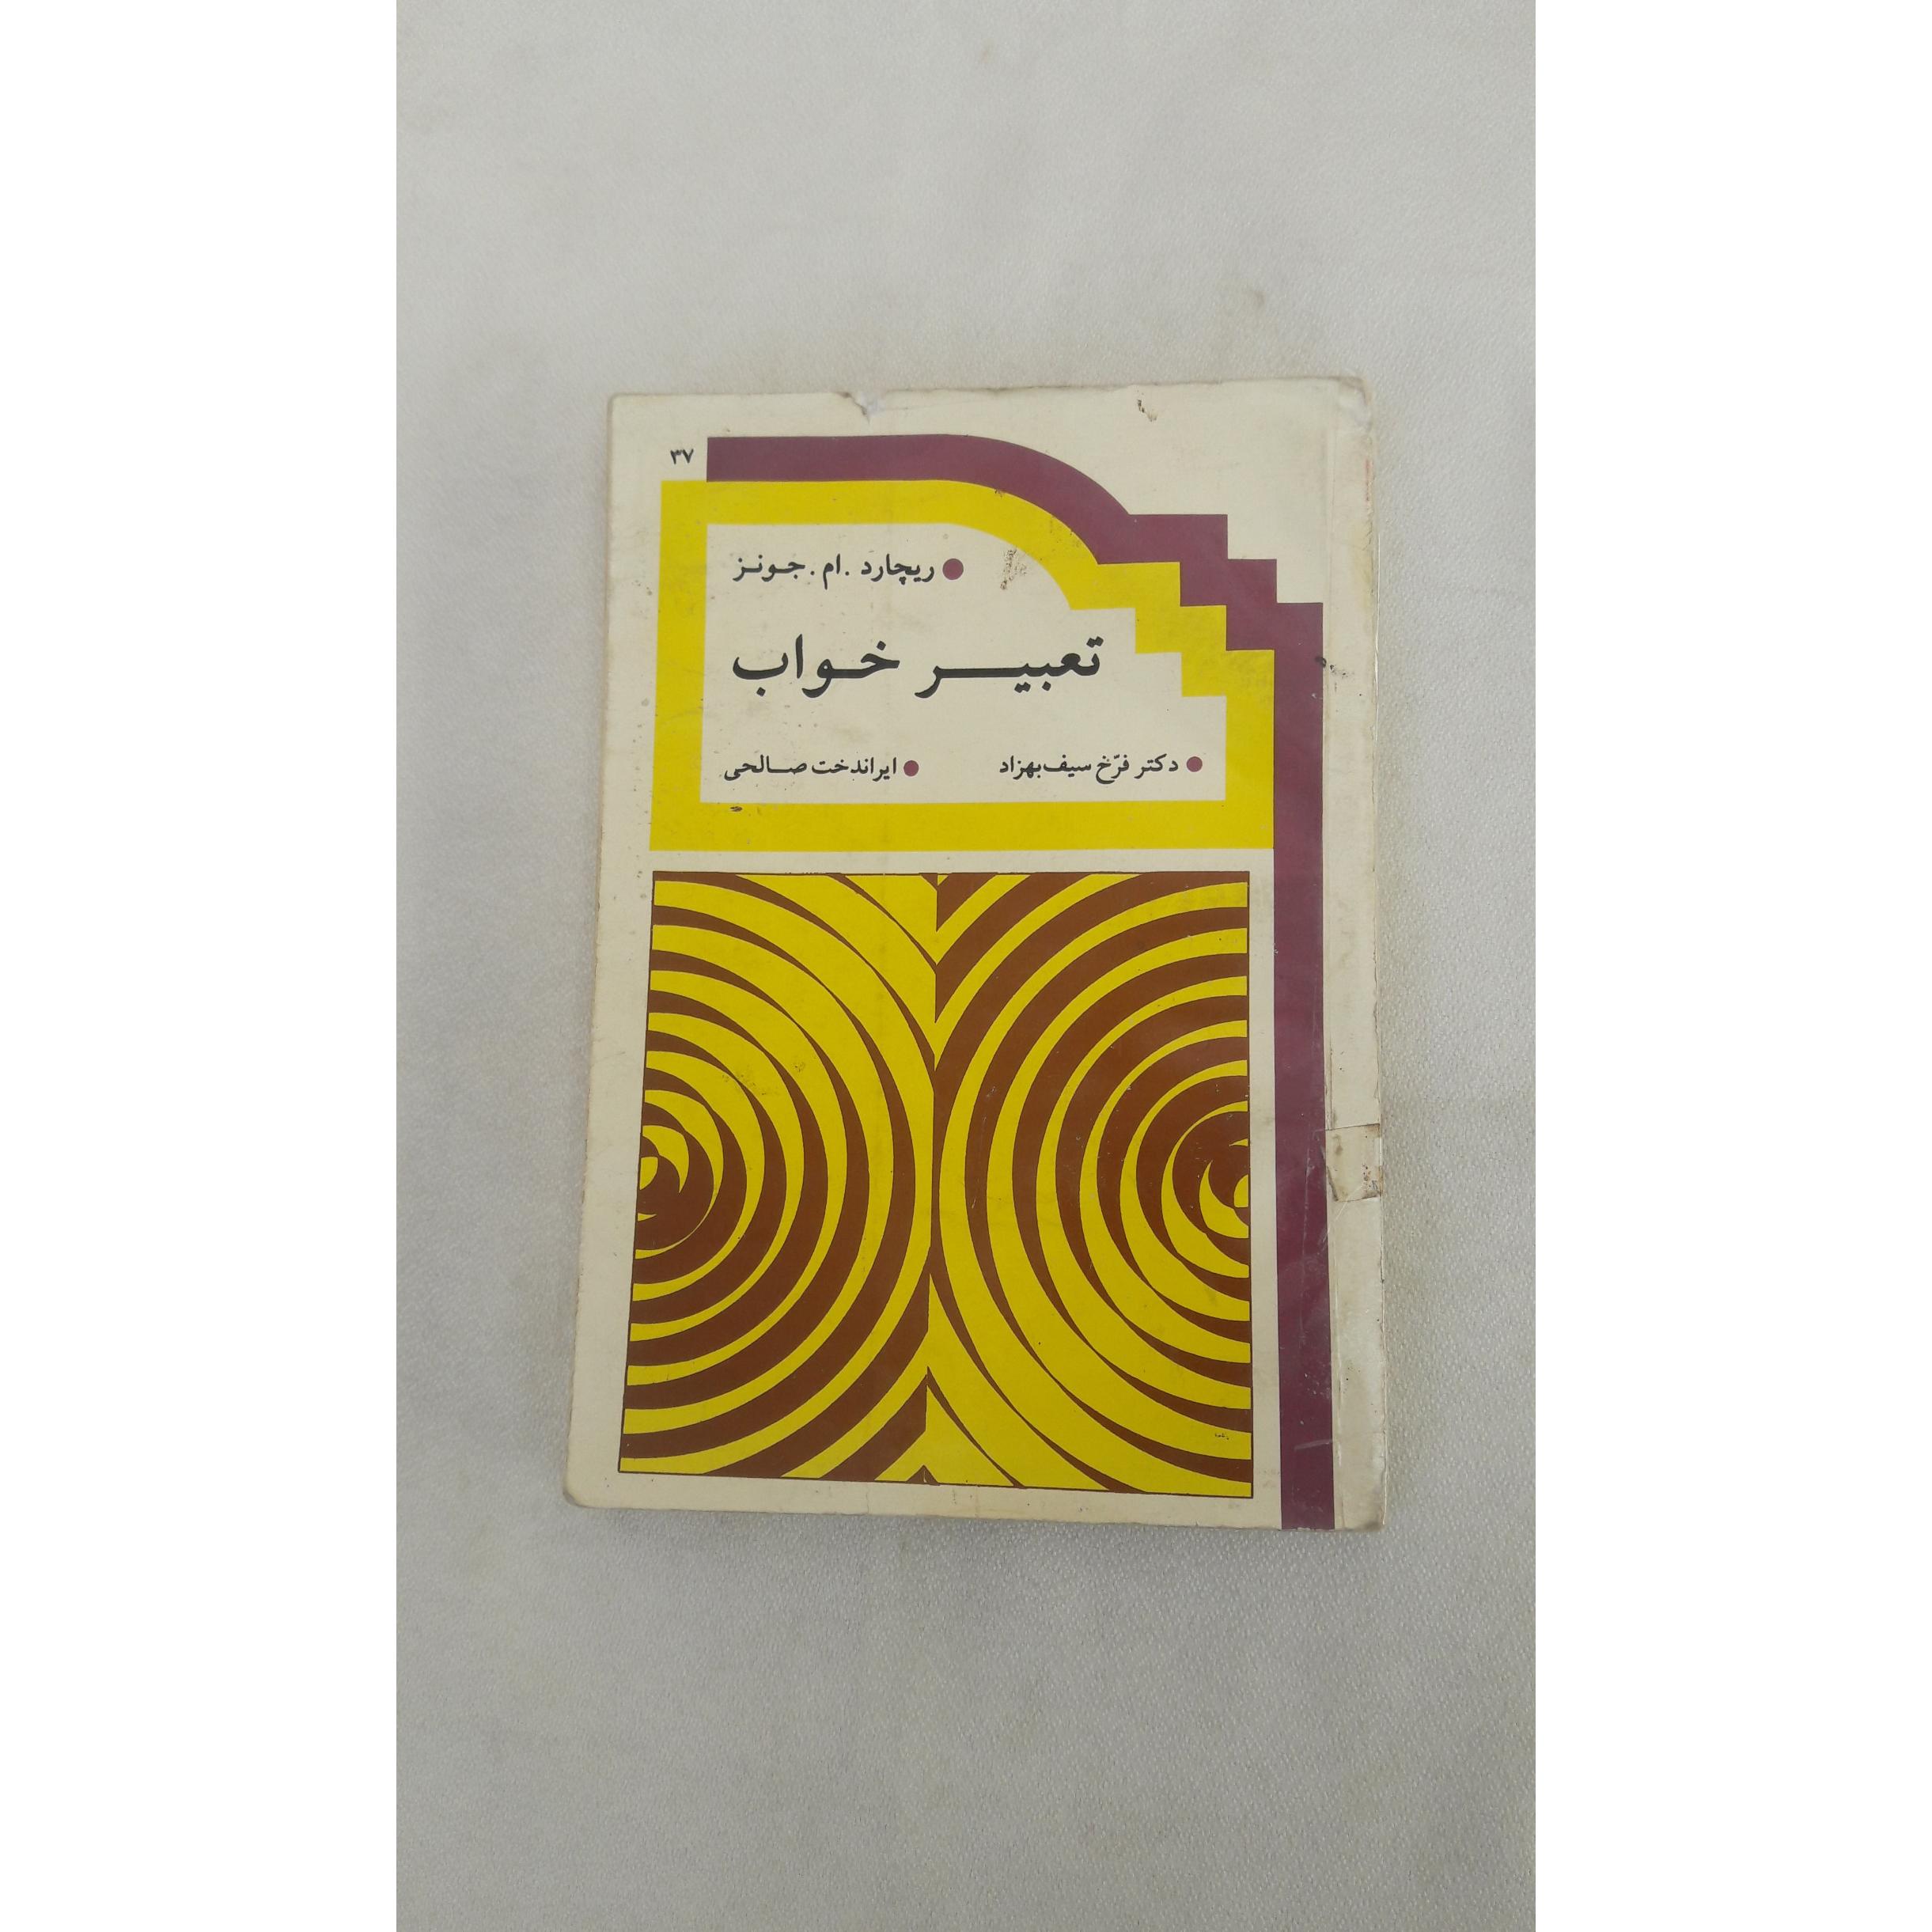 ۳۷
ریچارد .ام. جونز
تعبیر خواب
دکتر فرّخ سیف‌بهزاد
ایراندخت صالحی